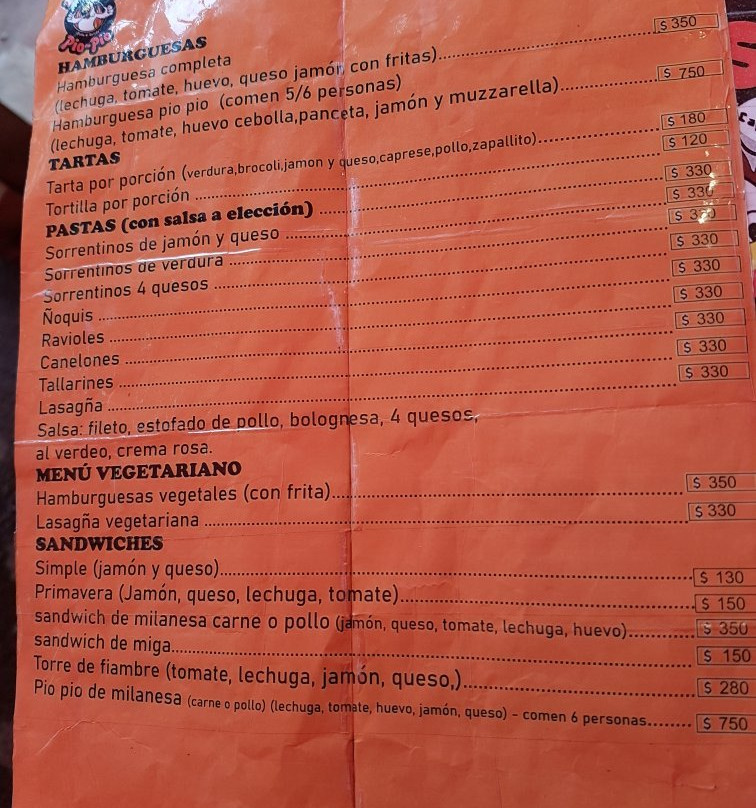 Pio-Pio
HAMBURGUESAS
Hamburguesa completa
(lechuga, tomate, huevo, queso jamón con fritas) $ 350
Hamburguesa pio pio (comen 5/6 personas)
(lechuga, tomate, huevo cebolla,panceta, jamón y muzzarella) $ 750
TARTAS
Tarta por porción (verdura,brocoli,jamon y queso,caprese,pollo,zapallito) $ 180
Tortilla por porción $ 120
PASTAS (con salsa a elección) $ 330
Sorrentinos de jamón y queso $ 330
Sorrentinos de verdura $ 330
Sorrentinos 4 quesos $ 330
Ñoquis $ 330
Ravioles $ 330
Canelones $ 330
Tallarines $ 330
Lasagña $ 330
Salsa: fileto, estofado de pollo, bolognesa, 4 quesos,
al verdeo, crema rosa.
MENÚ VEGETARIANO
Hamburguesas vegetales (con frita) $ 350
Lasagña vegetariana $ 330
SANDWICHES
Simple (jamón y queso) $ 130
Primavera (Jamón, queso, lechuga, tomate) $ 150
sandwich de milanesa carne o pollo (jamón, queso, tomate, lechuga, huevo) $ 350
sandwich de miga $ 150
Torre de fiambre (tomate, lechuga, jamón, queso,) $ 280
Pio pio de milanesa (carne o pollo) (lechuga, tomate, huevo, jamón, queso) - comen 6 personas $ 750